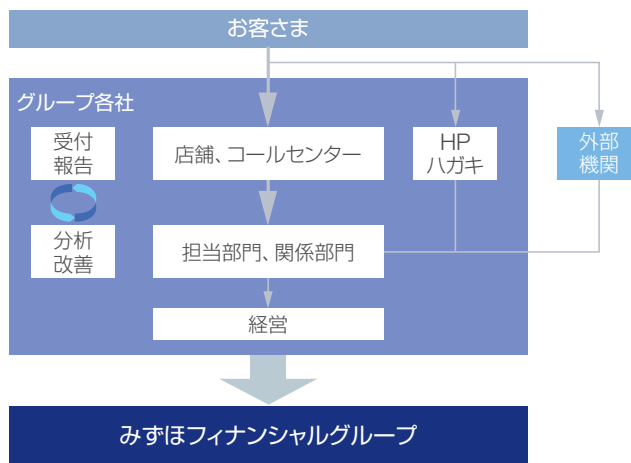 お客さま
グループ各社
受付
報告
店舗、コールセンター
HP
ハガキ
外部
機関
分析
改善
担当部門、関係部門
経営
みずほフィナンシャルグループ